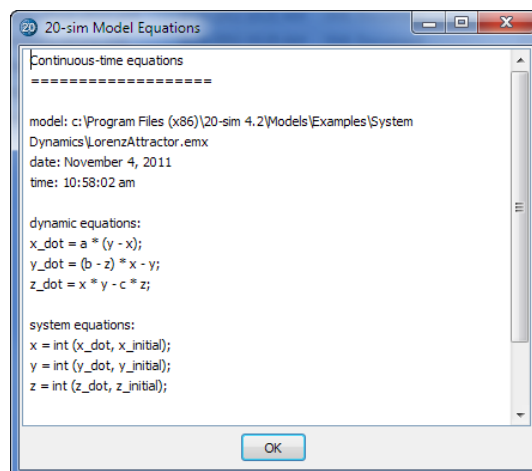 20 20-sim Model Equations
Continuous-time equations
===================
model: c:\Program Files (x86)\20-sim 4.2\Models\Examples\System
Dynamics\LorenzAttractor.emx
date: November 4, 2011
time: 10:58:02 am
dynamic equations:
x_dot = a * (y - x);
y_dot = (b - z) * x - y;
z_dot = x * y - c * z;
system equations:
x = int (x_dot, x_initial);
y = int (y_dot, y_initial);
z = int (z_dot, z_initial);
OK